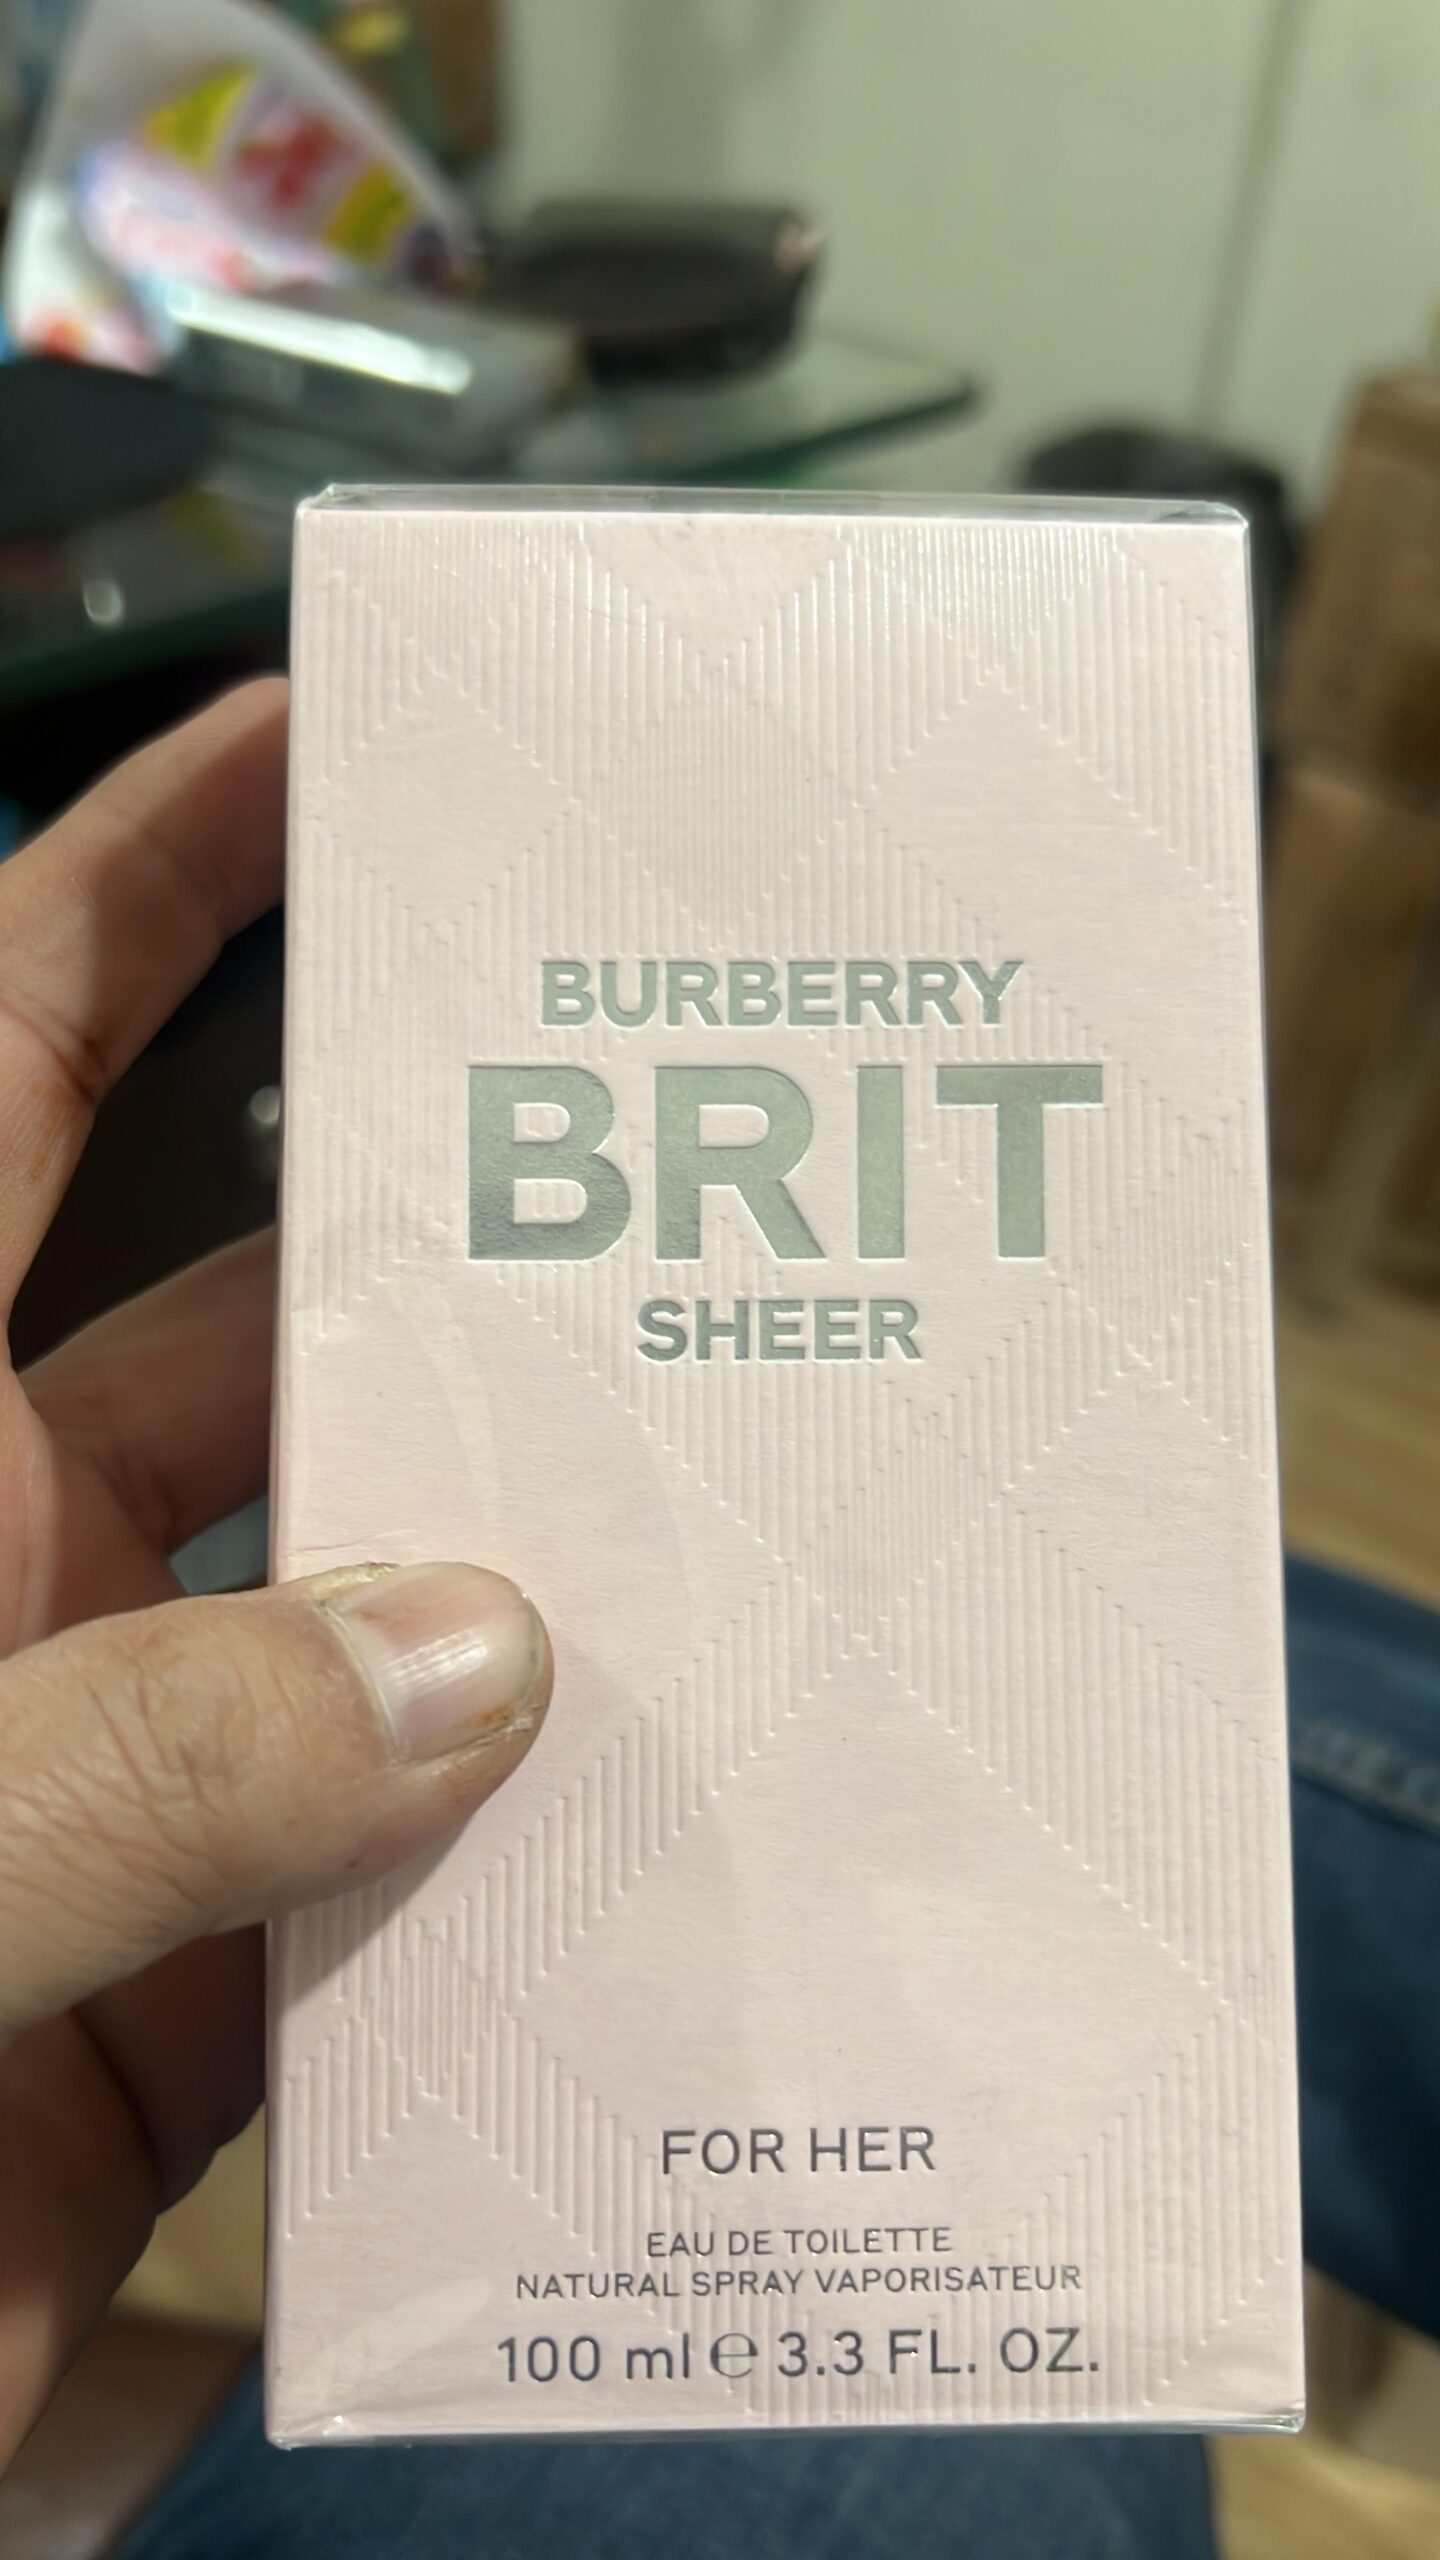 BURBERRY
BRIT
SHEER
FOR HER
EAU DE TOILETTE
NATURAL SPRAY VAPORISATEUR
100 ml ℮ 3.3 FL. OZ.